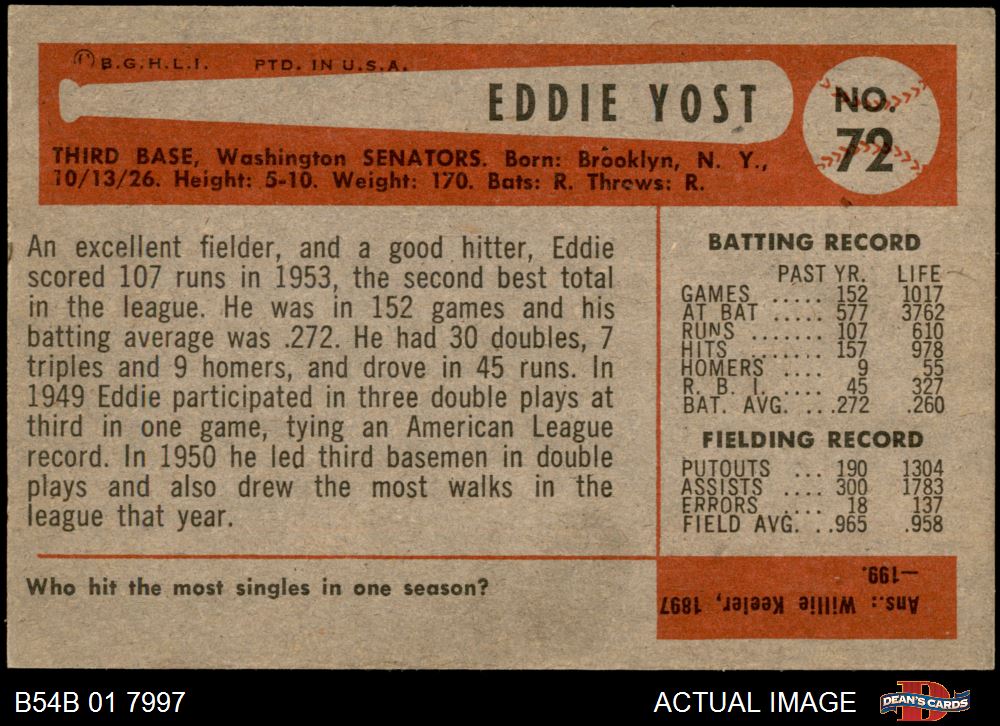 B.G.H.L.I. PTD. IN U.S.A.
EDDIE YOST
NO.
72
THIRD BASE, Washington SENATORS. Born: Brooklyn, N. Y.,
10/13/26. Height: 5-10. Weight: 170. Bats: R. Throws: R.
An excellent fielder, and a good hitter, Eddie
scored 107 runs in 1953, the second best total
in the league. He was in 152 games and his
batting average was .272. He had 30 doubles, 7
triples and 9 homers, and drove in 45 runs. In
1949 Eddie participated in three double plays at
third in one game, tying an American League
record. In 1950 he led third basemen in double
plays and also drew the most walks in the
league that year.
BATTING RECORD
PAST YR. LIFE
GAMES ..... 152 1017
AT BAT ..... 577 3762
RUNS ....... 107 610
HITS ....... 157 978
HOMERS .... 9 55
R. B. I. .... 45 327
BAT. AVG. ...272 .260
FIELDING RECORD
PUTOUTS ... 190 1304
ASSISTS .... 300 1783
ERRORS .... 18 137
FIELD AVG. ..965 .958
Who hit the most singles in one season?
Ans.: Willie Keeler, 1897
—199.
B54B 01 7997
ACTUAL IMAGE
DEAN'S CARDS